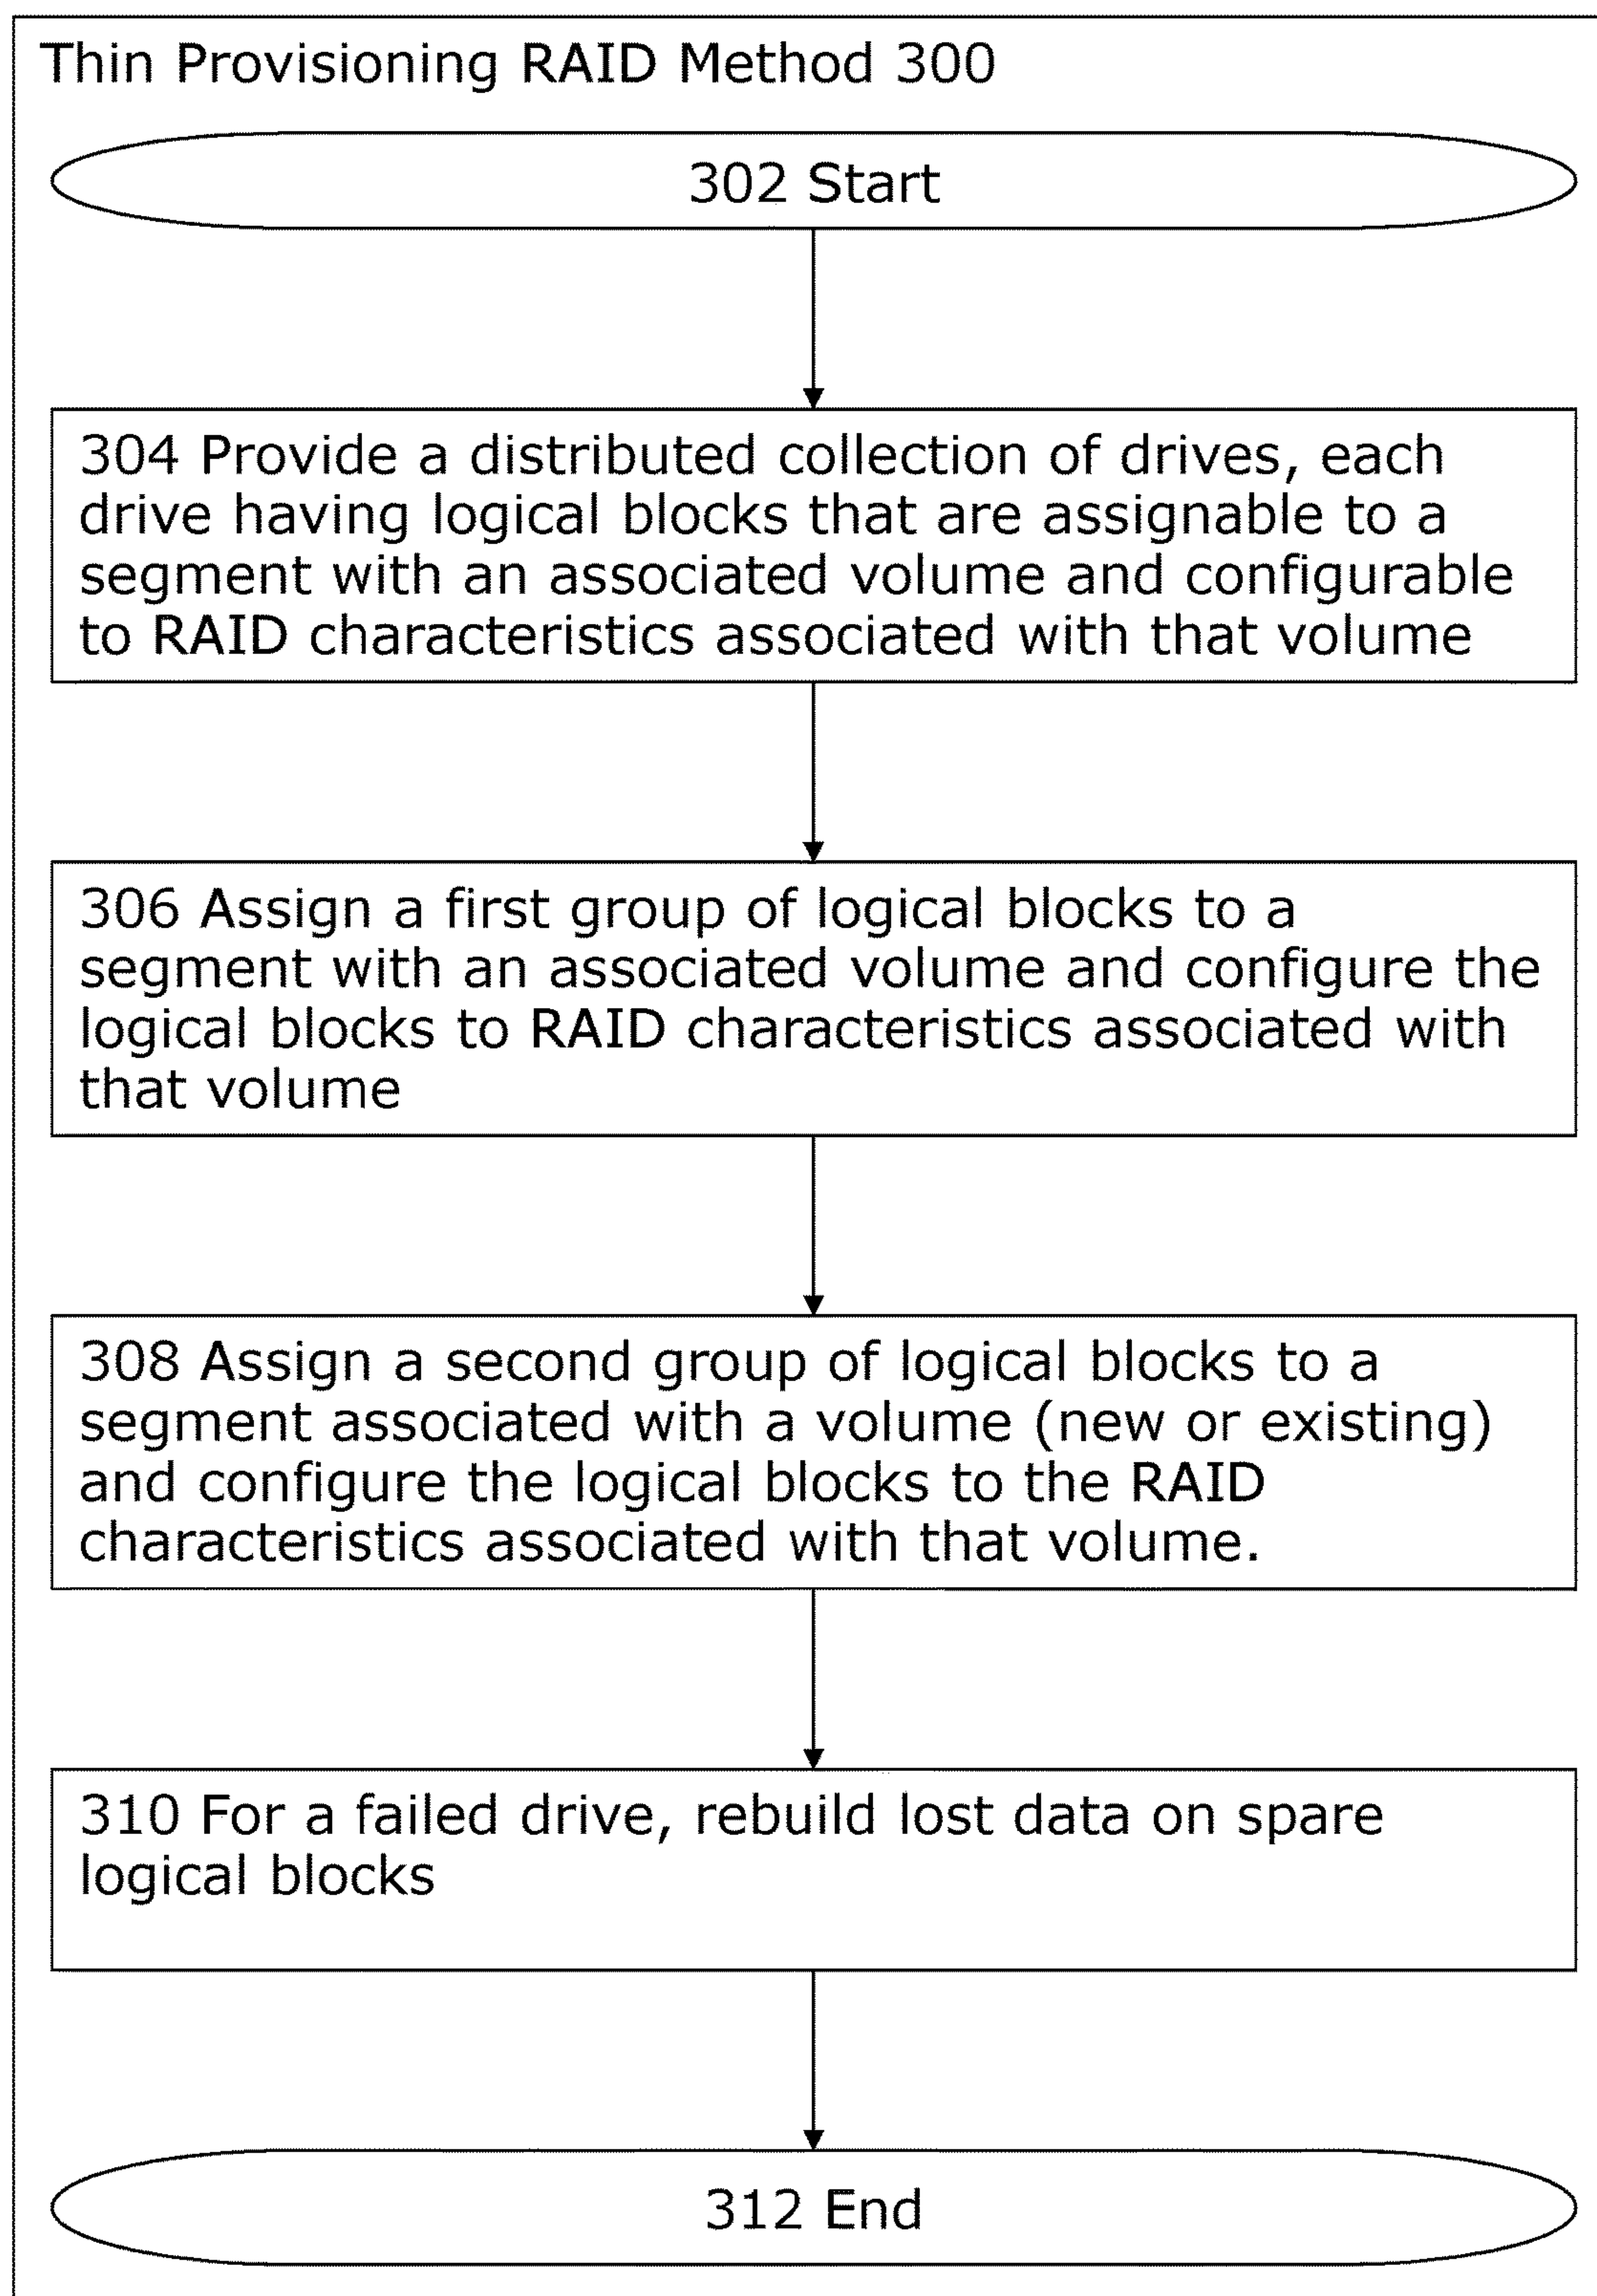 Thin Provisioning RAID Method 300
302 Start
304 Provide a distributed collection of drives, each
drive having logical blocks that are assignable to a
segment with an associated volume and configurable
to RAID characteristics associated with that volume
306 Assign a first group of logical blocks to a
segment with an associated volume and configure the
logical blocks to RAID characteristics associated with
that volume
308 Assign a second group of logical blocks to a
segment associated with a volume (new or existing)
and configure the logical blocks to the RAID
characteristics associated with that volume.
310 For a failed drive, rebuild lost data on spare
logical blocks
312 End